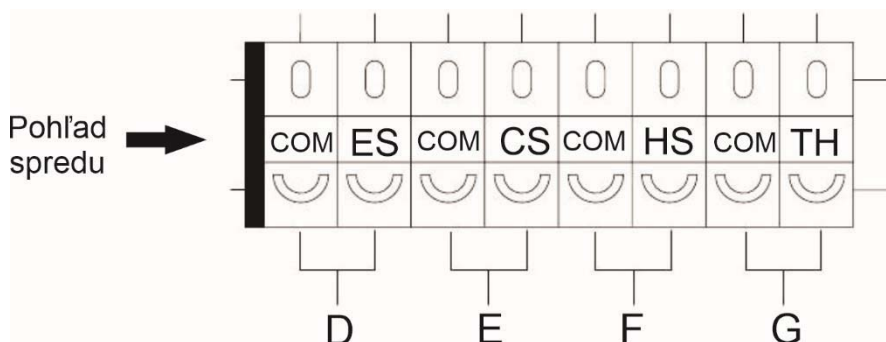 Pohľad
spredu
COM ES COM CS COM HS COM TH
D E F G